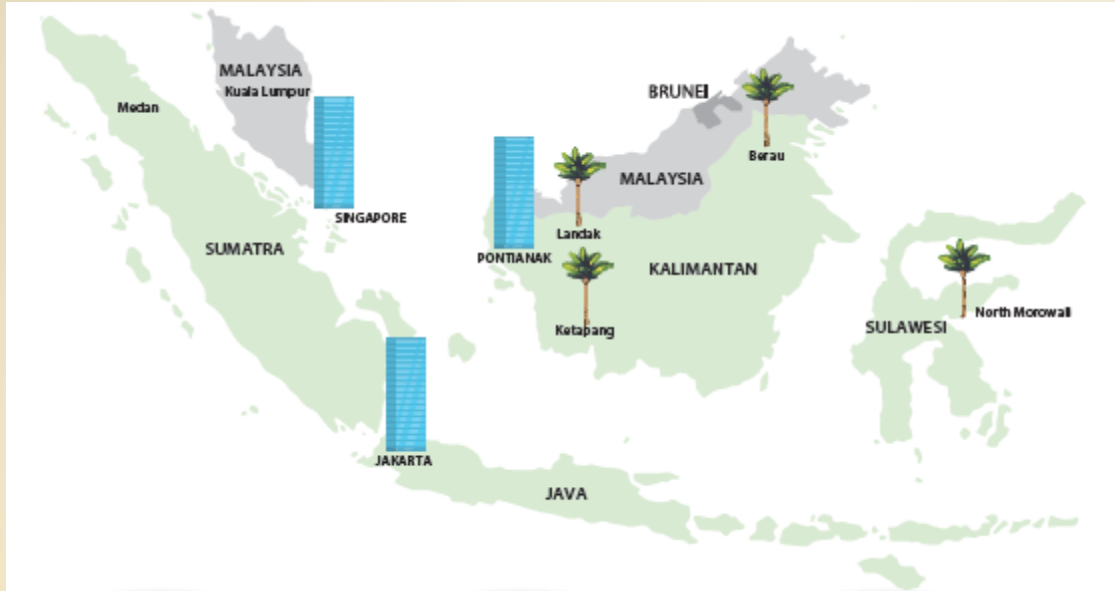 MALAYSIA
Kuala Lumpur
Medan
BRUNEI
Berau
MALAYSIA
SINGAPORE
Landak
SUMATRA
PONTIANAK
KALIMANTAN
North Morowali
Ketapang
SULAWESI
JAKARTA
JAVA